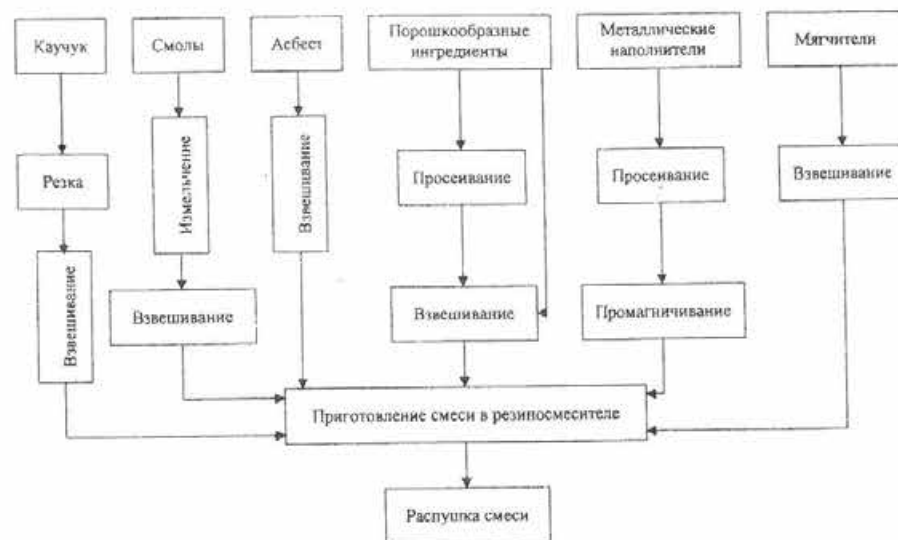 Каучук
Смолы
Асбест
Порошкообразные
ингредиенты
Металлические
наполнители
Мягчители
Резка
Измельчение
Взвешивание
Просеивание
Просеивание
Взвешивание
Взвешивание
Взвешивание
Взвешивание
Промагничивание
Приготовление смеси в резиносмесителе
Распушка смеси